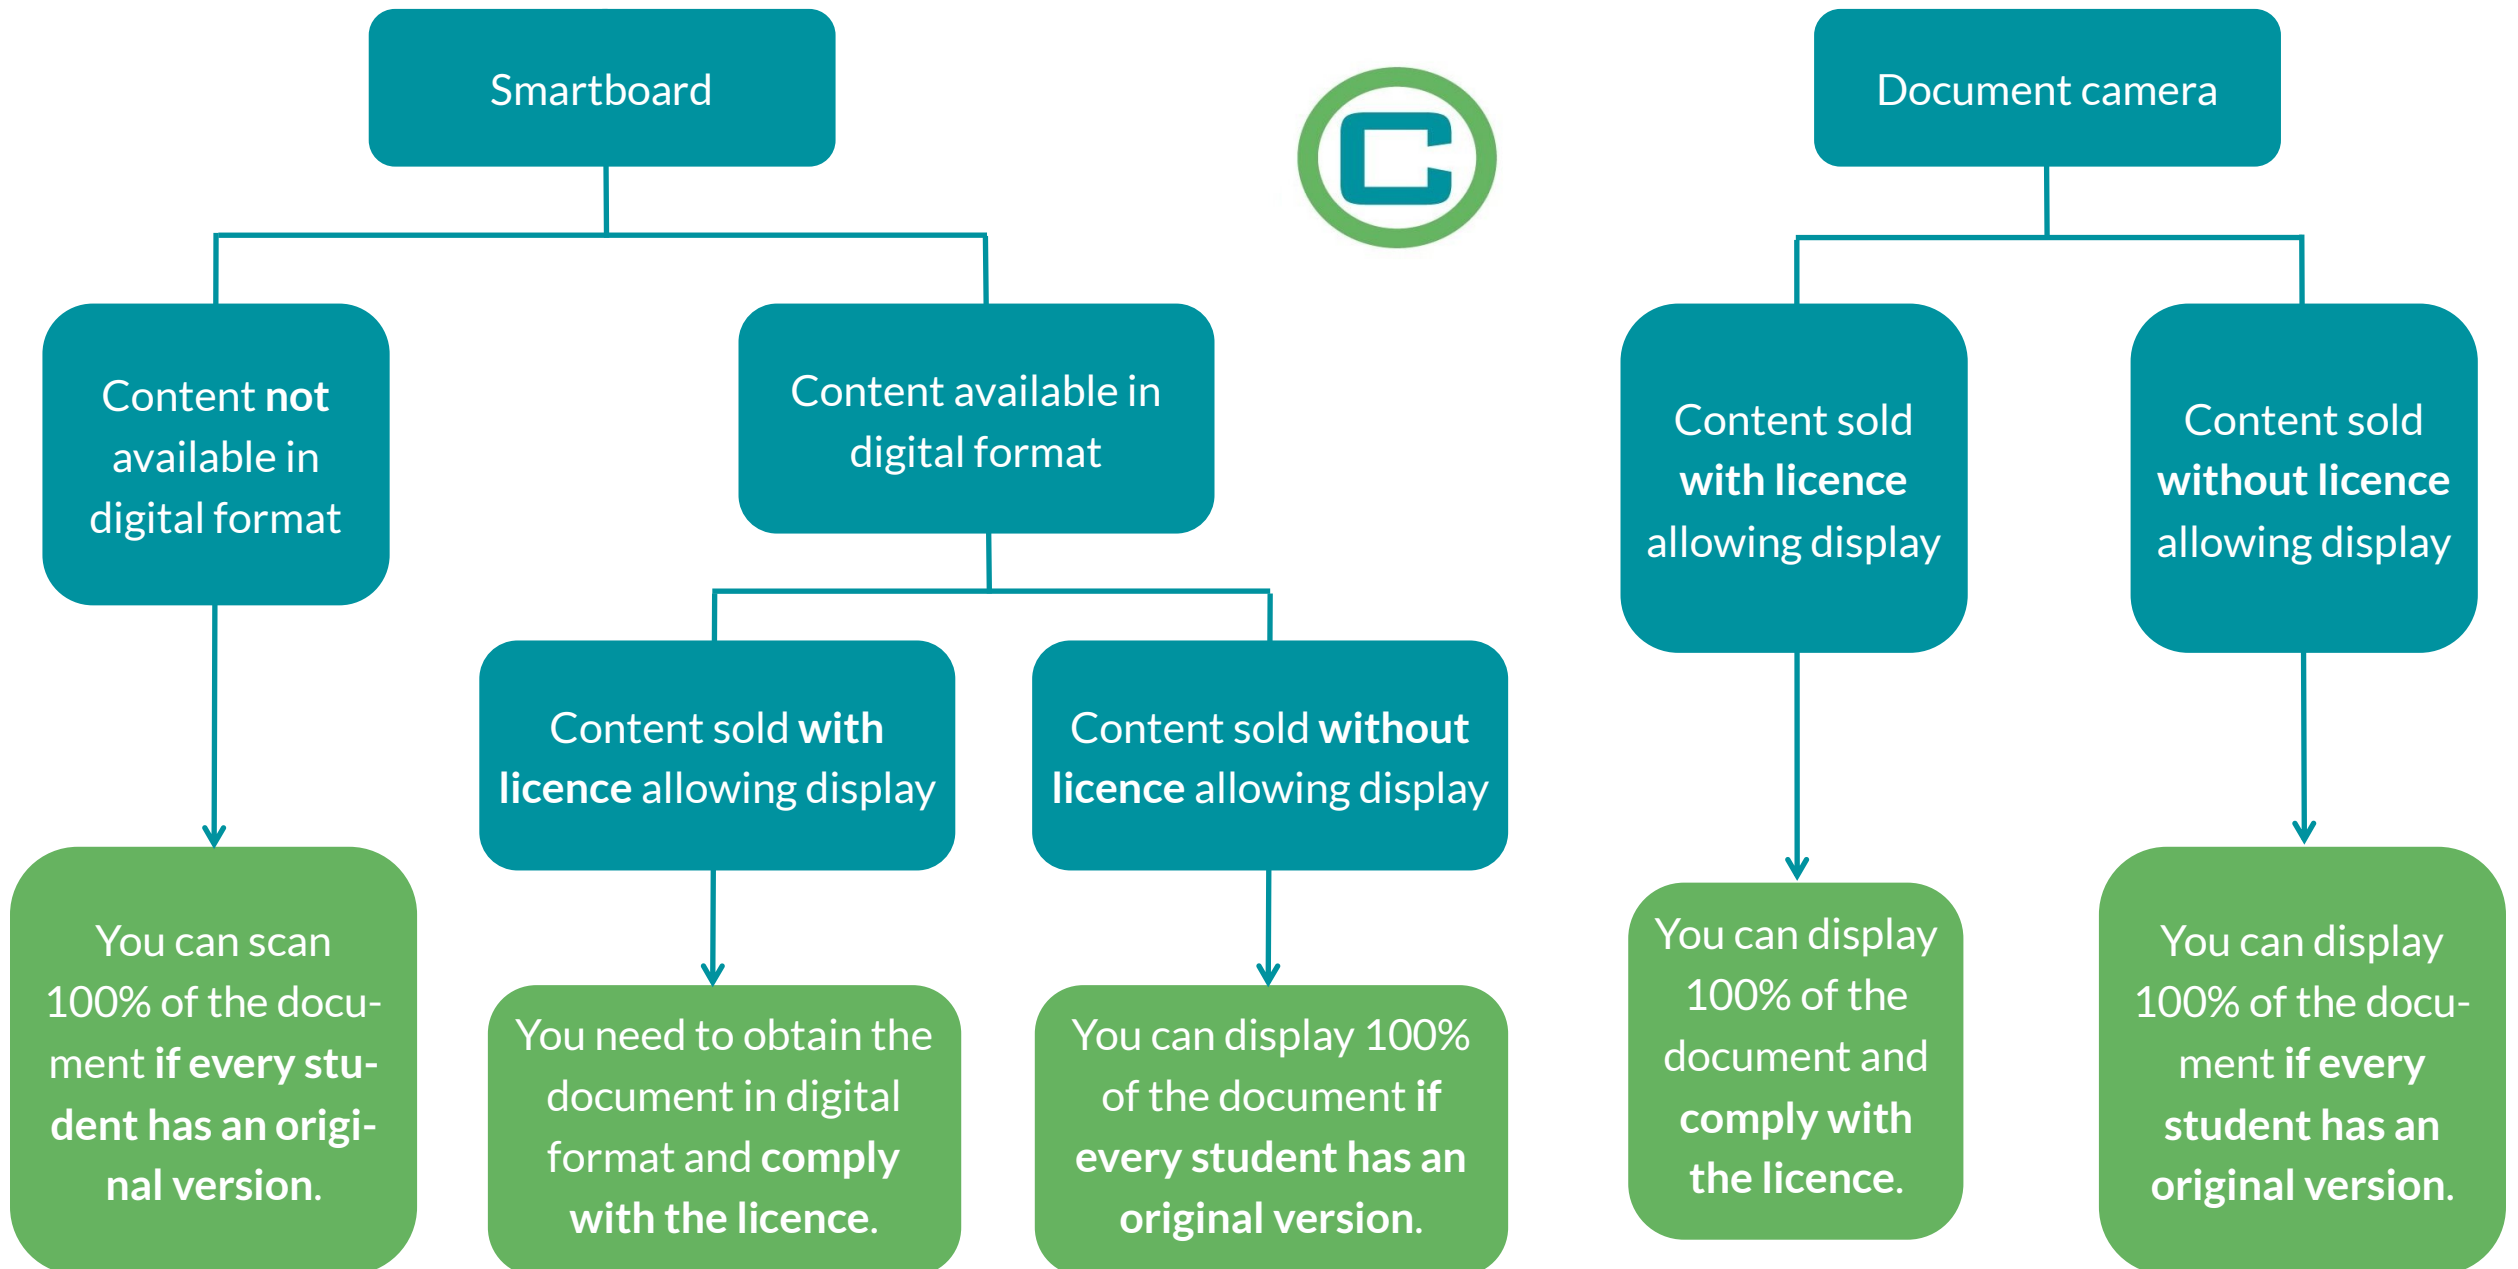 Smartboard
Document camera
C
Content not
available in
digital format
Content available in
digital format
Content sold
with licence
allowing display
Content sold
without licence
allowing display
Content sold with
licence allowing display
Content sold without
licence allowing display
You can scan
100% of the docu-
ment if every stu-
dent has an origi-
nal version.
You need to obtain the
document in digital
format and comply
with the licence.
You can display 100%
of the document if
every student has an
original version.
You can display
100% of the
document and
comply with
the licence.
You can display
100% of the docu-
ment if every
student has an
original version.